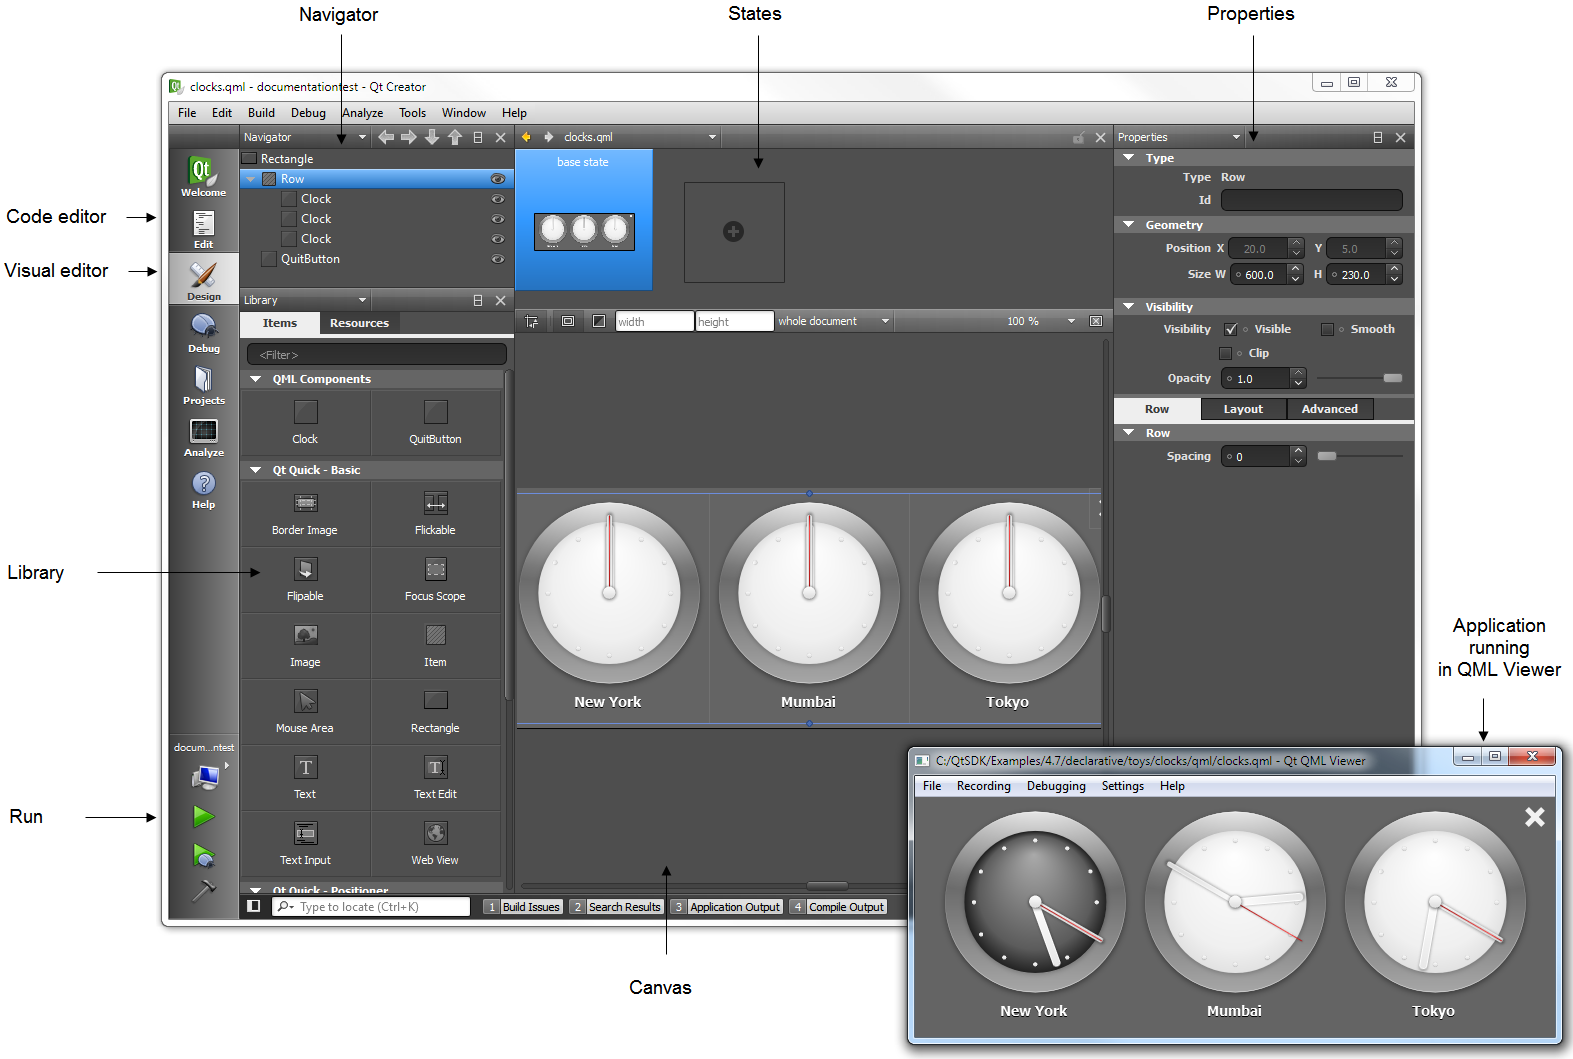 Navigator
States
Properties
clocks.qml - documentationtest - Qt Creator
File Edit Build Debug Analyze Tools Window Help
Navigator
clocks.qml
Properties
Rectangle
Row
Clock
Clock
Clock
QuitButton
base state
Type
Type Row
Id
Geometry
Position X 20.0 Y 5.0
Size W 600.0 H 230.0
Visibility
Visibility Visible Smooth
Clip
Opacity 1.0
Row Layout Advanced
Row
Spacing 0
Code editor
Visual editor
Qt
Welcome
Edit
Design
Debug
Projects
Analyze
Help
Library
Items Resources
<Filter>
QML Components
Clock QuitButton
Qt Quick - Basic
Border Image Flickable
Flipable Focus Scope
Image Item
Mouse Area Rectangle
Text Text Edit
Text Input Web View
Qt Quick - Positioner
width height whole document 100 %
New York Mumbai Tokyo
Library
Application
running
in QML Viewer
docum...ntest
Run
Type to locate (Ctrl+K) 1 Build Issues 2 Search Results 3 Application Output 4 Compile Output
Canvas
C:/QtSDK/Examples/4.7/declarative/toys/clocks/qml/clocks.qml - Qt QML Viewer
File Recording Debugging Settings Help
New York Mumbai Tokyo